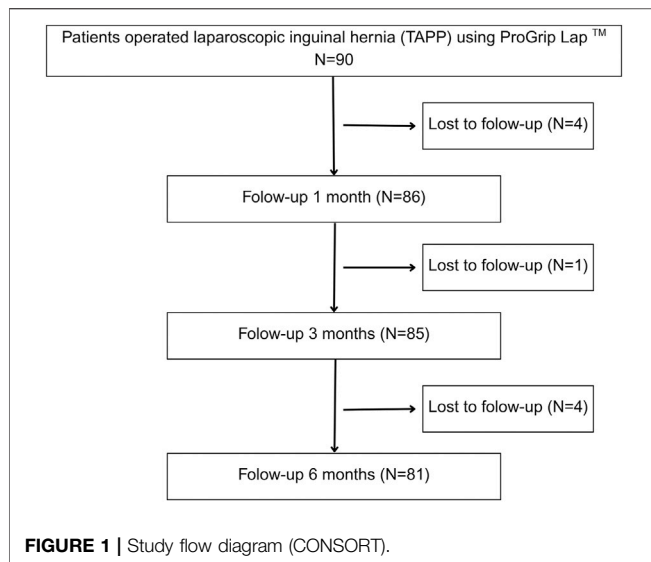 Patients operated laparoscopic inguinal hernia (TAPP) using ProGrip Lap ™
N=90
Lost to folow-up (N=4)
Folow-up 1 month (N=86)
Lost to folow-up (N=1)
Folow-up 3 months (N=85)
Lost to folow-up (N=4)
Folow-up 6 months (N=81)
FIGURE 1 | Study flow diagram (CONSORT).